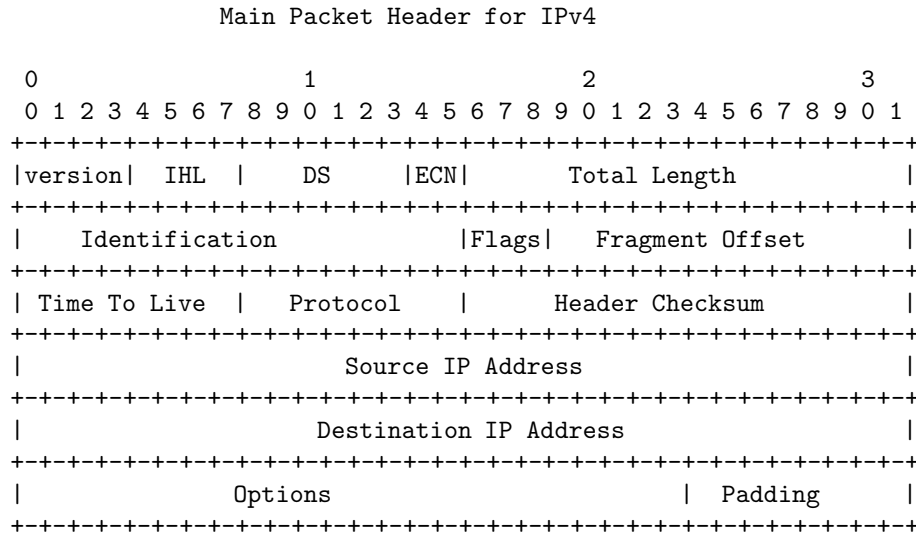 Main Packet Header for IPv4
0                   1                   2                   3
0 1 2 3 4 5 6 7 8 9 0 1 2 3 4 5 6 7 8 9 0 1 2 3 4 5 6 7 8 9 0 1
+-+-+-+-+-+-+-+-+-+-+-+-+-+-+-+-+-+-+-+-+-+-+-+-+-+-+-+-+-+-+-+-+
|version|  IHL  |    DS     |ECN|       Total Length            |
+-+-+-+-+-+-+-+-+-+-+-+-+-+-+-+-+-+-+-+-+-+-+-+-+-+-+-+-+-+-+-+-+
|    Identification             |Flags|   Fragment Offset       |
+-+-+-+-+-+-+-+-+-+-+-+-+-+-+-+-+-+-+-+-+-+-+-+-+-+-+-+-+-+-+-+-+
| Time To Live  |   Protocol    |      Header Checksum          |
+-+-+-+-+-+-+-+-+-+-+-+-+-+-+-+-+-+-+-+-+-+-+-+-+-+-+-+-+-+-+-+-+
|                       Source IP Address                       |
+-+-+-+-+-+-+-+-+-+-+-+-+-+-+-+-+-+-+-+-+-+-+-+-+-+-+-+-+-+-+-+-+
|                     Destination IP Address                    |
+-+-+-+-+-+-+-+-+-+-+-+-+-+-+-+-+-+-+-+-+-+-+-+-+-+-+-+-+-+-+-+-+
|               Options                         |  Padding      |
+-+-+-+-+-+-+-+-+-+-+-+-+-+-+-+-+-+-+-+-+-+-+-+-+-+-+-+-+-+-+-+-+